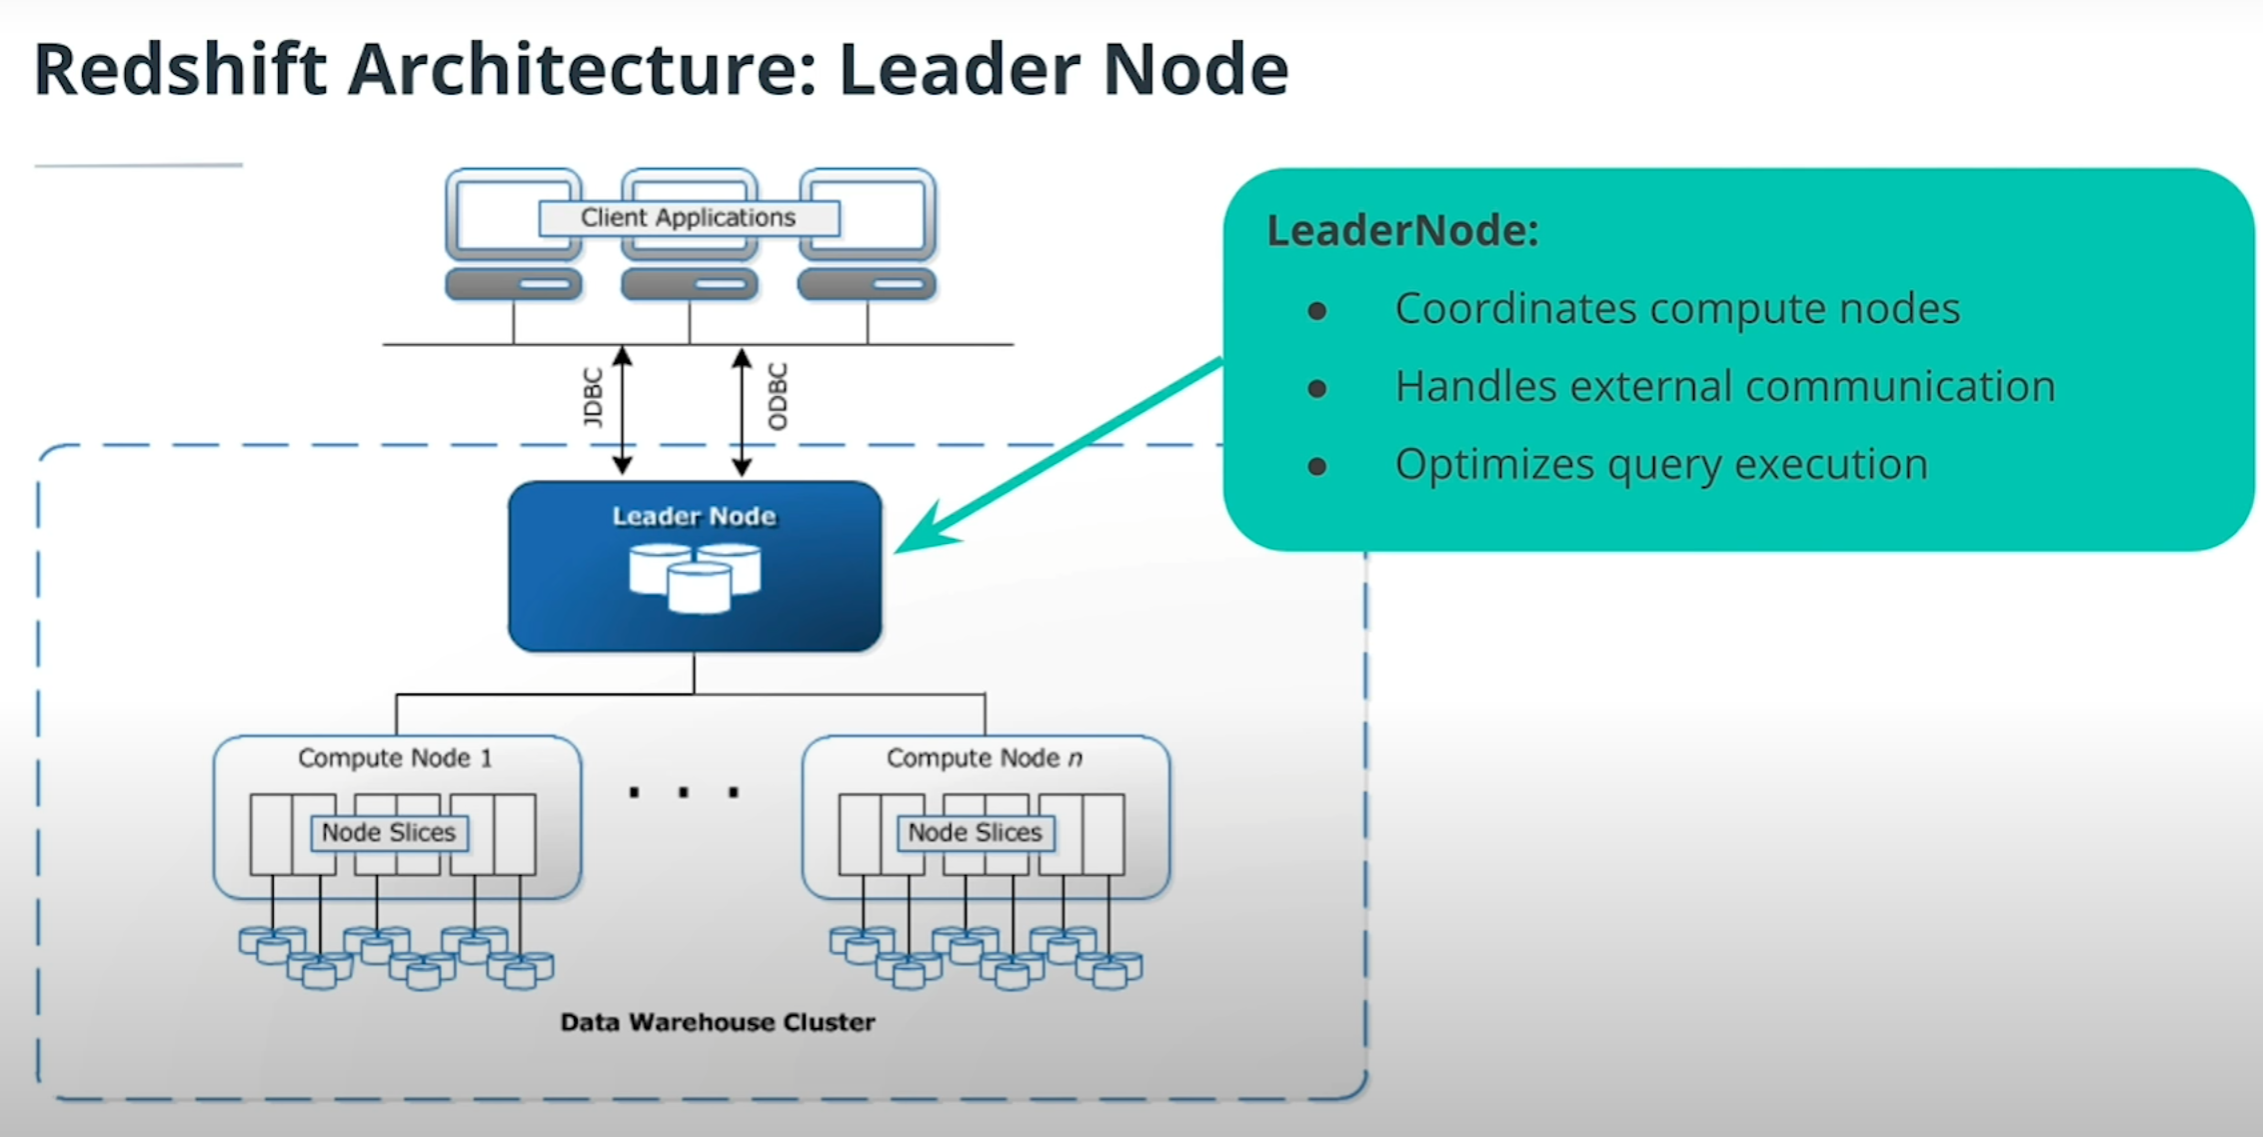 Redshift Architecture: Leader Node
Client Applications
JDBC
ODBC
LeaderNode:
● Coordinates compute nodes
● Handles external communication
● Optimizes query execution
Leader Node
Compute Node 1
Node Slices
. . .
Compute Node n
Node Slices
Data Warehouse Cluster